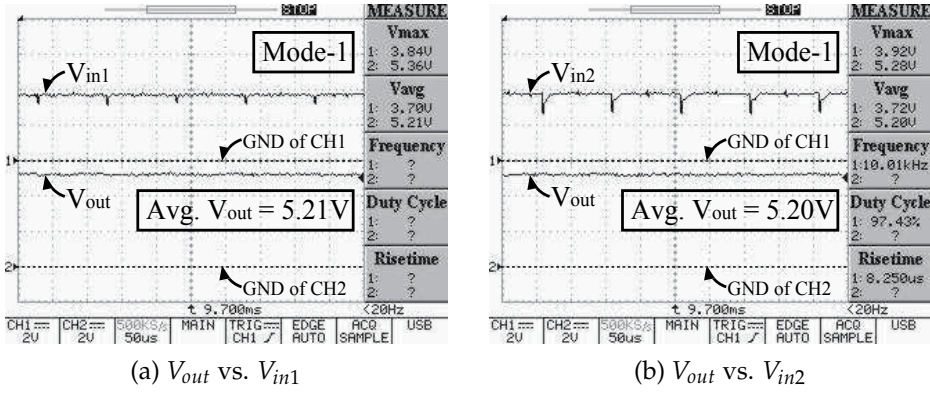 STOP
MEASURE
Vmax
1: 3.84V
2: 5.36V
Vavg
1: 3.70V
2: 5.21V
Frequency
1: ?
2: ?
Duty Cycle
1: ?
2: ?
Risetime
1: ?
2: ?
Mode-1
Vin1
GND of CH1
1
Vout
Avg. Vout = 5.21V
2
GND of CH2
t 9.700ms
<20Hz
CH1 CH2 500KS/s MAIN TRIG EDGE ACQ USB
2V 2V 50us CH1 AUTO SAMPLE
(a) Vout vs. Vin1
STOP
MEASURE
Vmax
1: 3.92V
2: 5.28V
Vavg
1: 3.72V
2: 5.20V
Frequency
1:10.01kHz
2: ?
Duty Cycle
1: 97.43%
2: ?
Risetime
1:8.250us
2: ?
Mode-1
Vin2
GND of CH1
1
Vout
Avg. Vout = 5.20V
2
GND of CH2
t 9.700ms
<20Hz
CH1 CH2 500KS/s MAIN TRIG EDGE ACQ USB
2V 2V 50us CH1 AUTO SAMPLE
(b) Vout vs. Vin2